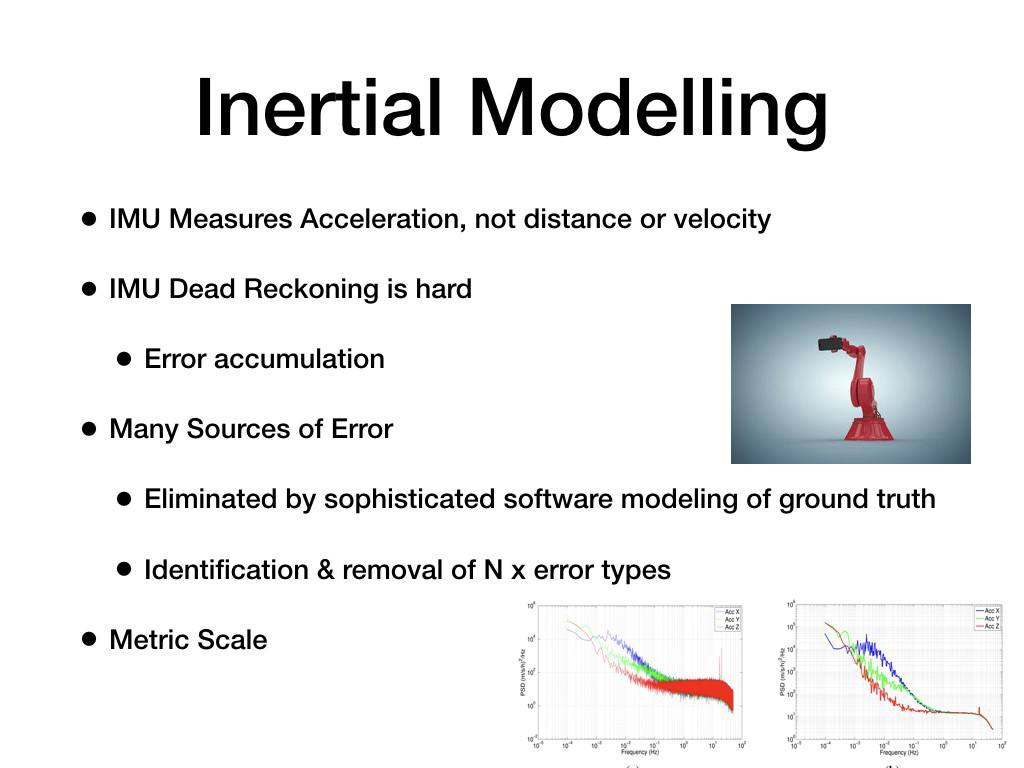 Inertial Modelling
• IMU Measures Acceleration, not distance or velocity
• IMU Dead Reckoning is hard
• Error accumulation
• Many Sources of Error
• Eliminated by sophisticated software modeling of ground truth
• Identification & removal of N x error types
• Metric Scale
Acc X
Acc Y
Acc Z
PSD (m/s/h)²/Hz
Frequency (Hz)
Acc X
Acc Y
Acc Z
PSD (m/s/h)²/Hz
Frequency (Hz)